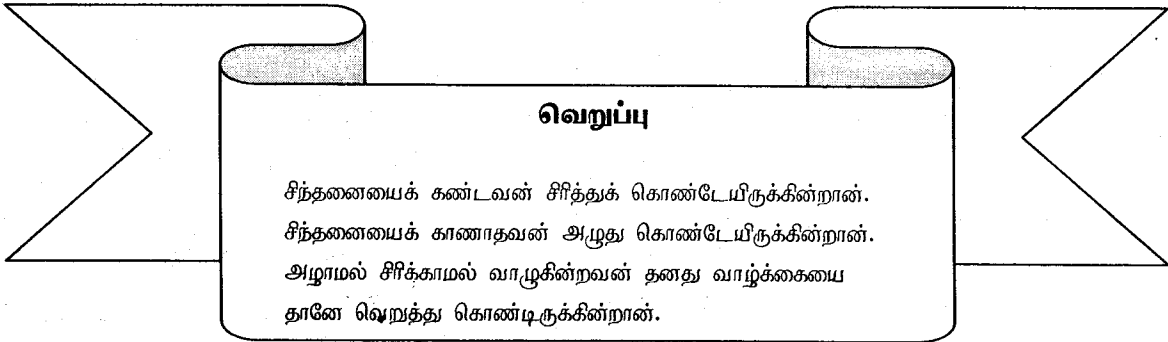 வெறுப்பு
சிந்தனையைக் கண்டவன் சிரித்துக் கொண்டேயிருக்கின்றான்.
சிந்தனையைக் காணாதவன் அழுது கொண்டேயிருக்கின்றான்.
அழாமல் சிரிக்காமல் வாழுகின்றவன் தனது வாழ்க்கையை
தானே வெறுத்து கொண்டிருக்கின்றான்.